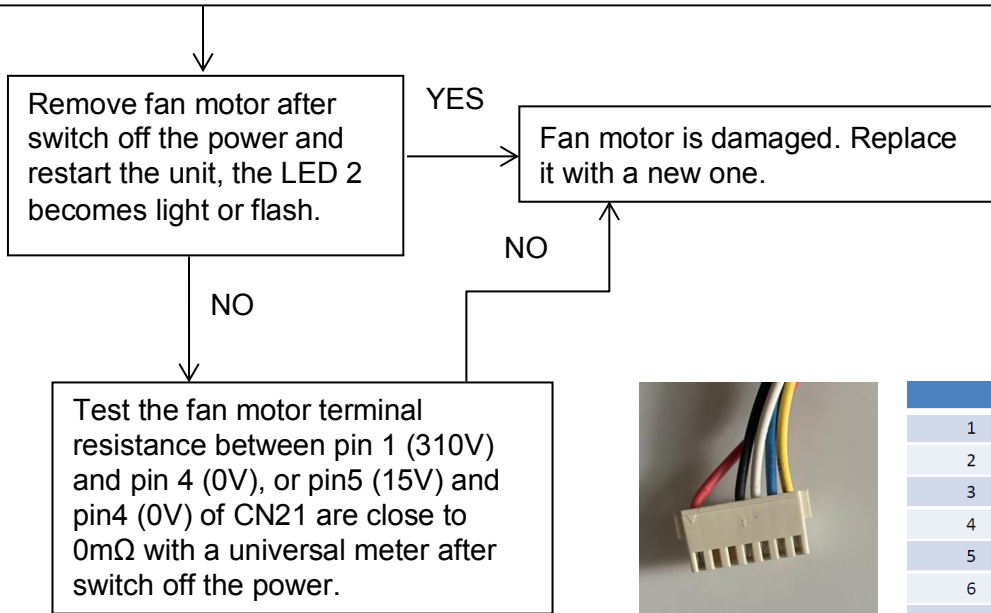 Remove fan motor after
switch off the power and
restart the unit, the LED 2
becomes light or flash.
YES
Fan motor is damaged. Replace
it with a new one.
NO
NO
Test the fan motor terminal
resistance between pin 1 (310V)
and pin 4 (0V), or pin5 (15V) and
pin4 (0V) of CN21 are close to
0mΩ with a universal meter after
switch off the power.
1
2
3
4
5
6